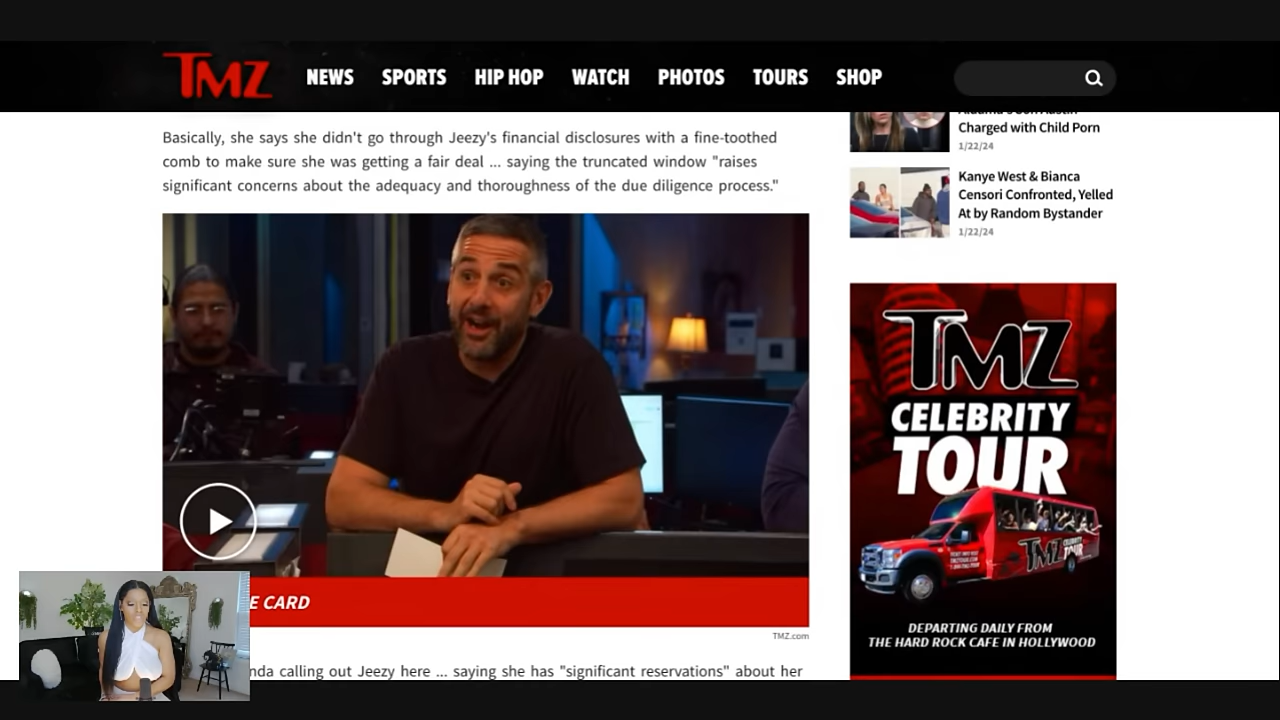 TMZ
NEWS SPORTS HIP HOP WATCH PHOTOS TOURS SHOP
Basically, she says she didn't go through Jeezy's financial disclosures with a fine-toothed
comb to make sure she was getting a fair deal ... saying the truncated window "raises
significant concerns about the adequacy and thoroughness of the due diligence process."
E CARD
TMZ.com
nda calling out Jeezy here ... saying she has "significant reservations" about her
Charged with Child Porn
1/22/24
Kanye West & Bianca
Censori Confronted, Yelled
At by Random Bystander
1/22/24
TMZ
CELEBRITY
TOUR
TMZ
CELEBRITY
TOUR
DEPARTING DAILY FROM
THE HARD ROCK CAFE IN HOLLYWOOD